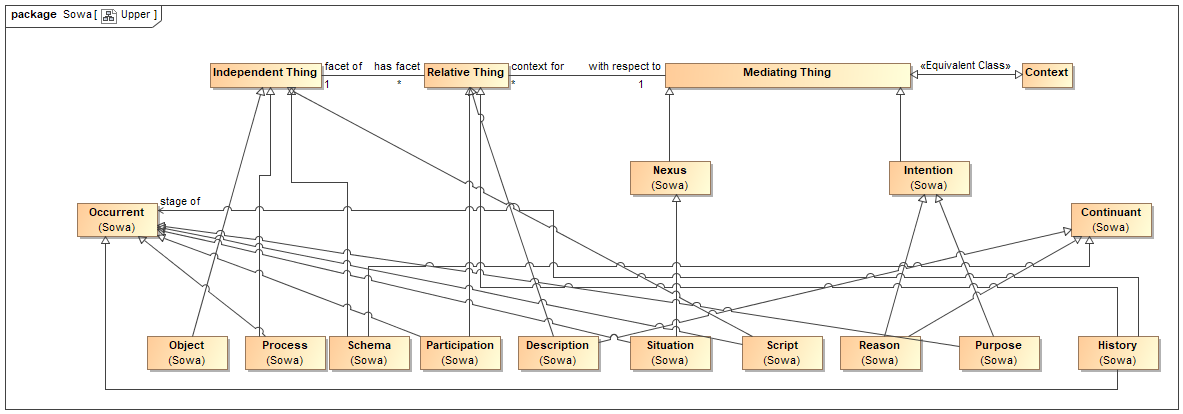 package Sowa [ Upper ]
Independent Thing
facet of
has facet
1
*
Relative Thing
context for
with respect to
*
1
Mediating Thing
«Equivalent Class»
Context
Nexus
(Sowa)
Intention
(Sowa)
Occurrent
(Sowa)
stage of
Continuant
(Sowa)
Object
(Sowa)
Process
(Sowa)
Schema
(Sowa)
Participation
(Sowa)
Description
(Sowa)
Situation
(Sowa)
Script
(Sowa)
Reason
(Sowa)
Purpose
(Sowa)
History
(Sowa)